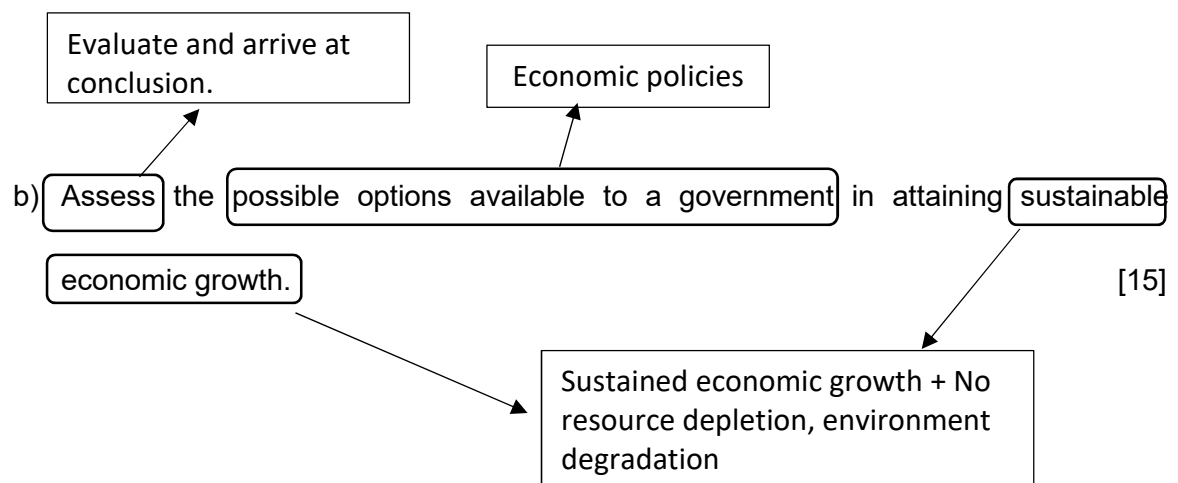 Evaluate and arrive at
conclusion.
Economic policies
b) Assess the possible options available to a government in attaining sustainable
economic growth. [15]
Sustained economic growth + No
resource depletion, environment
degradation